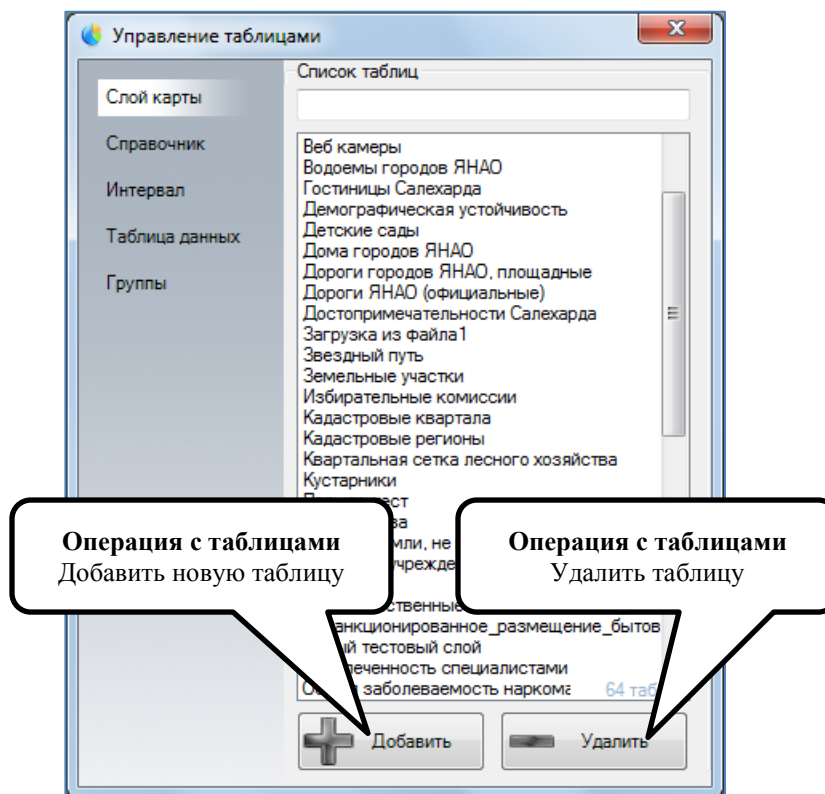 Управление таблицами
Слой карты
Справочник
Интервал
Таблица данных
Группы
Список таблиц
Веб камеры
Водоемы городов ЯНАО
Гостиницы Салехарда
Демографическая устойчивость
Детские сады
Дома городов ЯНАО
Дороги городов ЯНАО, площадные
Дороги ЯНАО (официальные)
Достопримечательности Салехарда
Загрузка из файла1
Звездный путь
Земельные участки
Избирательные комиссии
Кадастровые квартала
Кадастровые регионы
Квартальная сетка лесного хозяйства
Кустарники
не
тестовый слой
специалистами
заболеваемость наркома
64 таб
Операция с таблицами
Добавить новую таблицу
Операция с таблицами
Удалить таблицу
Добавить
Удалить